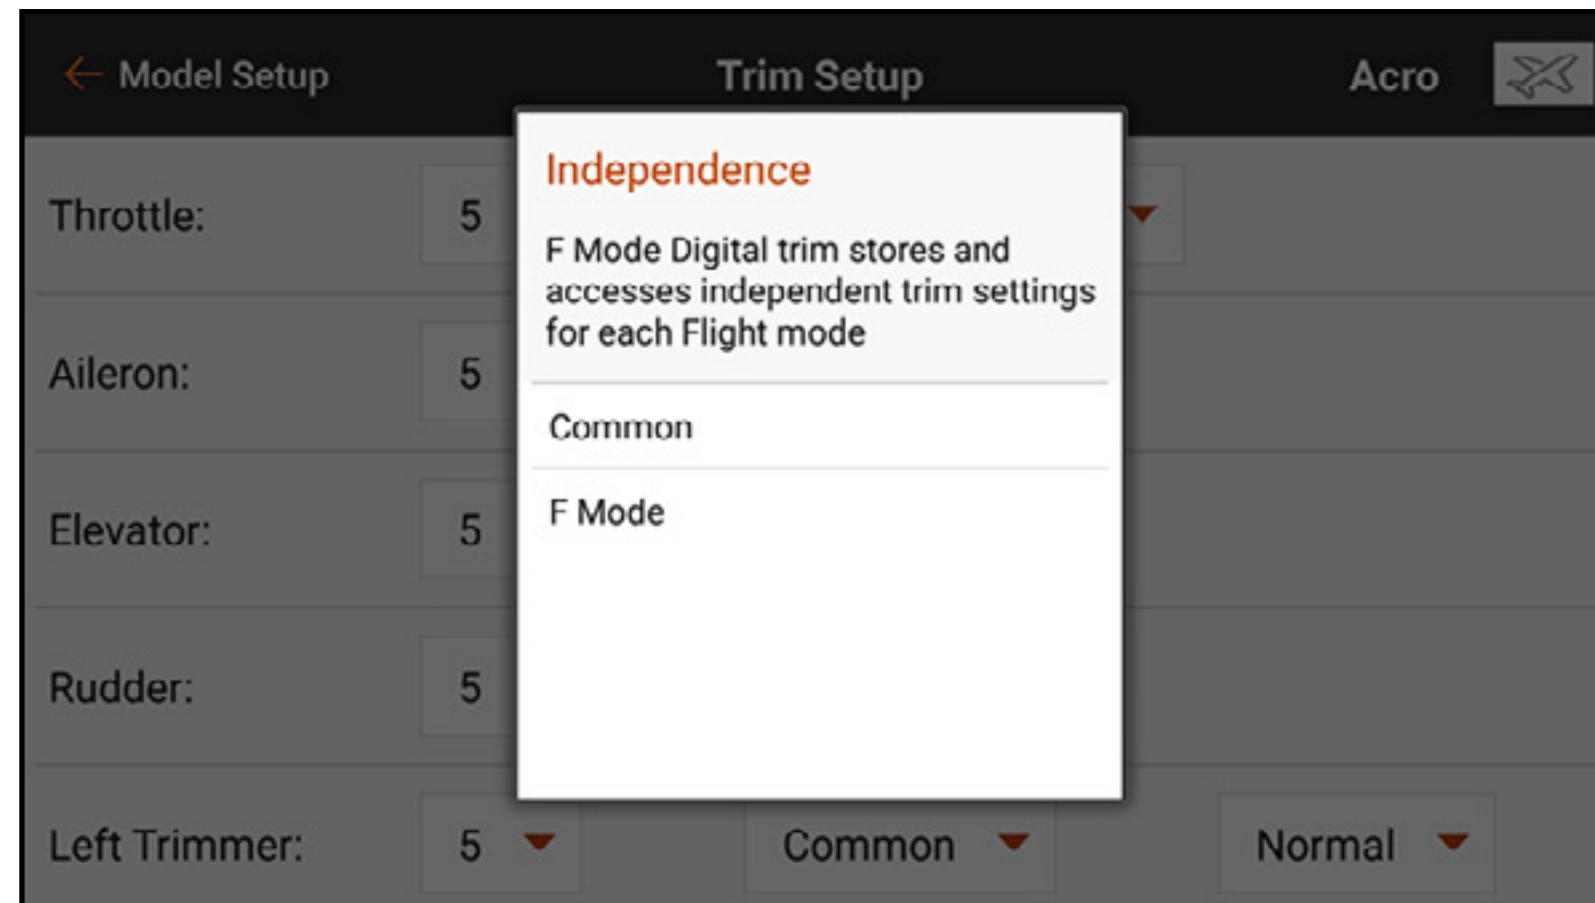 Model Setup Trim Setup Acro
Independence
F Mode Digital trim stores and
accesses independent trim settings
for each Flight mode
Common
F Mode
Throttle: 5
Aileron: 5
Elevator: 5
Rudder: 5
Left Trimmer: 5 Common Normal